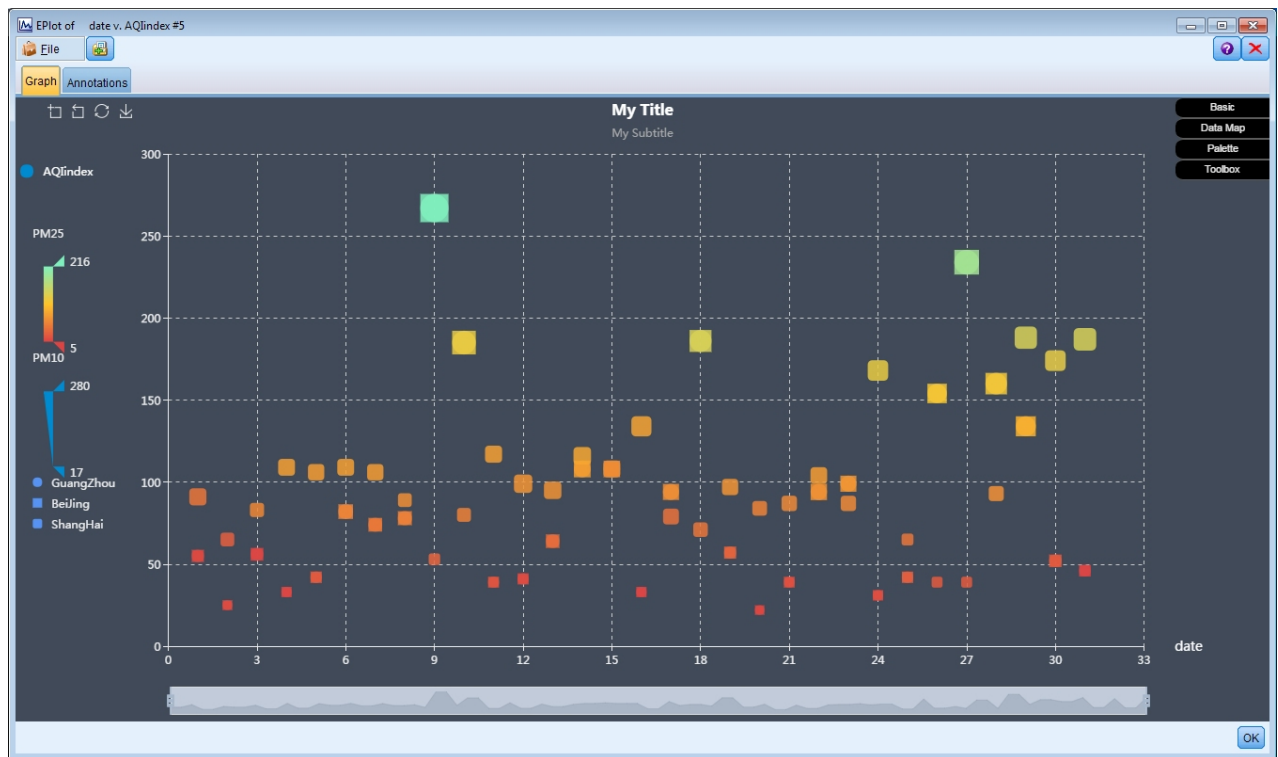 EPlot of date v. AQIindex #5
File
Graph Annotations
My Title
My Subtitle
Basic
Data Map
Palette
Toolbox
AQIindex
PM25
216
5
PM10
280
17
GuangZhou
BeiJing
ShangHai
300
250
200
150
100
50
0
0 3 6 9 12 15 18 21 24 27 30 33
date
OK